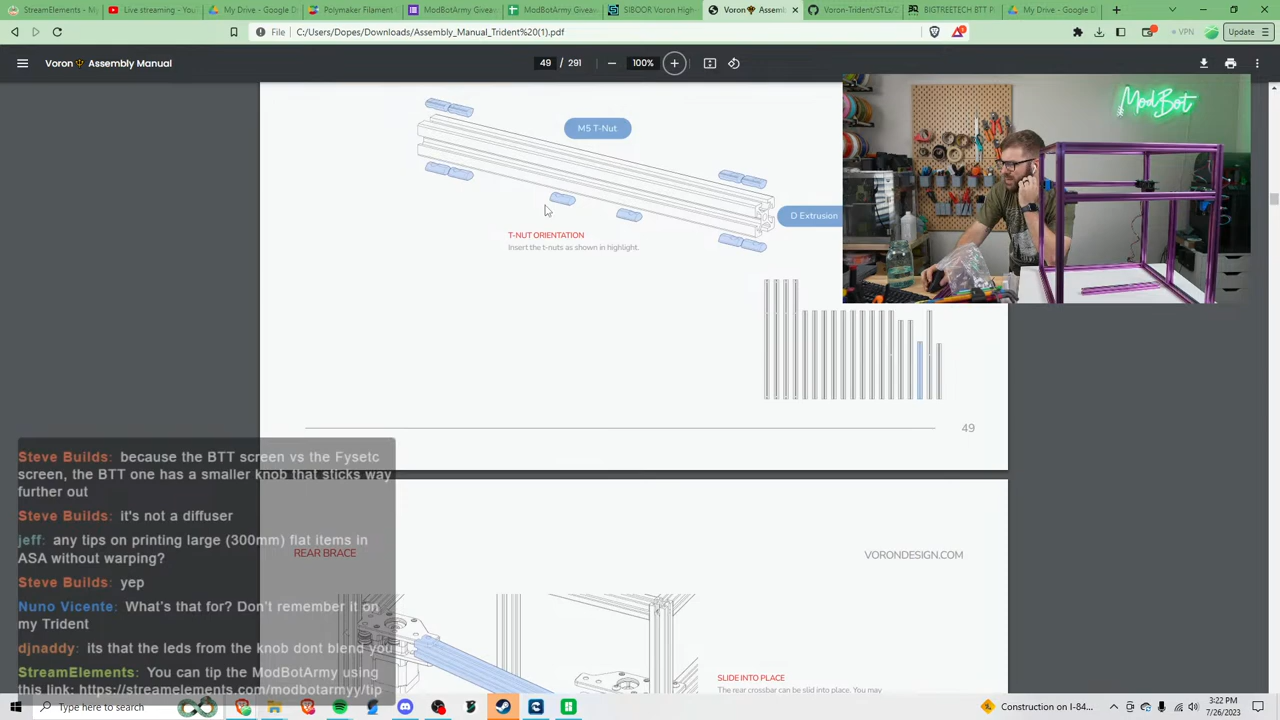 StreamElements -
Live streaming - You
My Drive - Google D
Polymaker Filament
ModBotArmy Giveaw
ModBotArmy Giveaw
SIBOOR Voron High-
Voron Assemb
Voron-Trident/STLs/
BIGTREETECH BTT P
My Drive - Google D
File
C:/Users/Dopes/Downloads/Assembly_Manual_Trident%20(1).pdf
VPN
Update
Voron Assembly Manual
49 / 291
100%
ModBot
M5 T-Nut
D Extrusion
T-NUT ORIENTATION
Insert the t-nuts as shown in highlight.
49
REAR BRACE
VORONDESIGN.COM
SLIDE INTO PLACE
The rear crossbar can be slid into place. You may
Steve Builds: because the BTT screen vs the Fysetc
screen, the BTT one has a smaller knob that sticks way
further out
Steve Builds: it's not a diffuser
jeff: any tips on printing large (300mm) flat items in
ASA without warping?
Steve Builds: yep
Nuno Vicente: What's that for? Don't remember it on
my Trident
djnaddy: its that the leds from the knob dont blend you
StreamElements: You can tip the ModBotArmy using
this link: https://streamelements.com/modbotarmyy/tip
Type here to search
Construction on I-84...
3:22 PM
7/26/2023